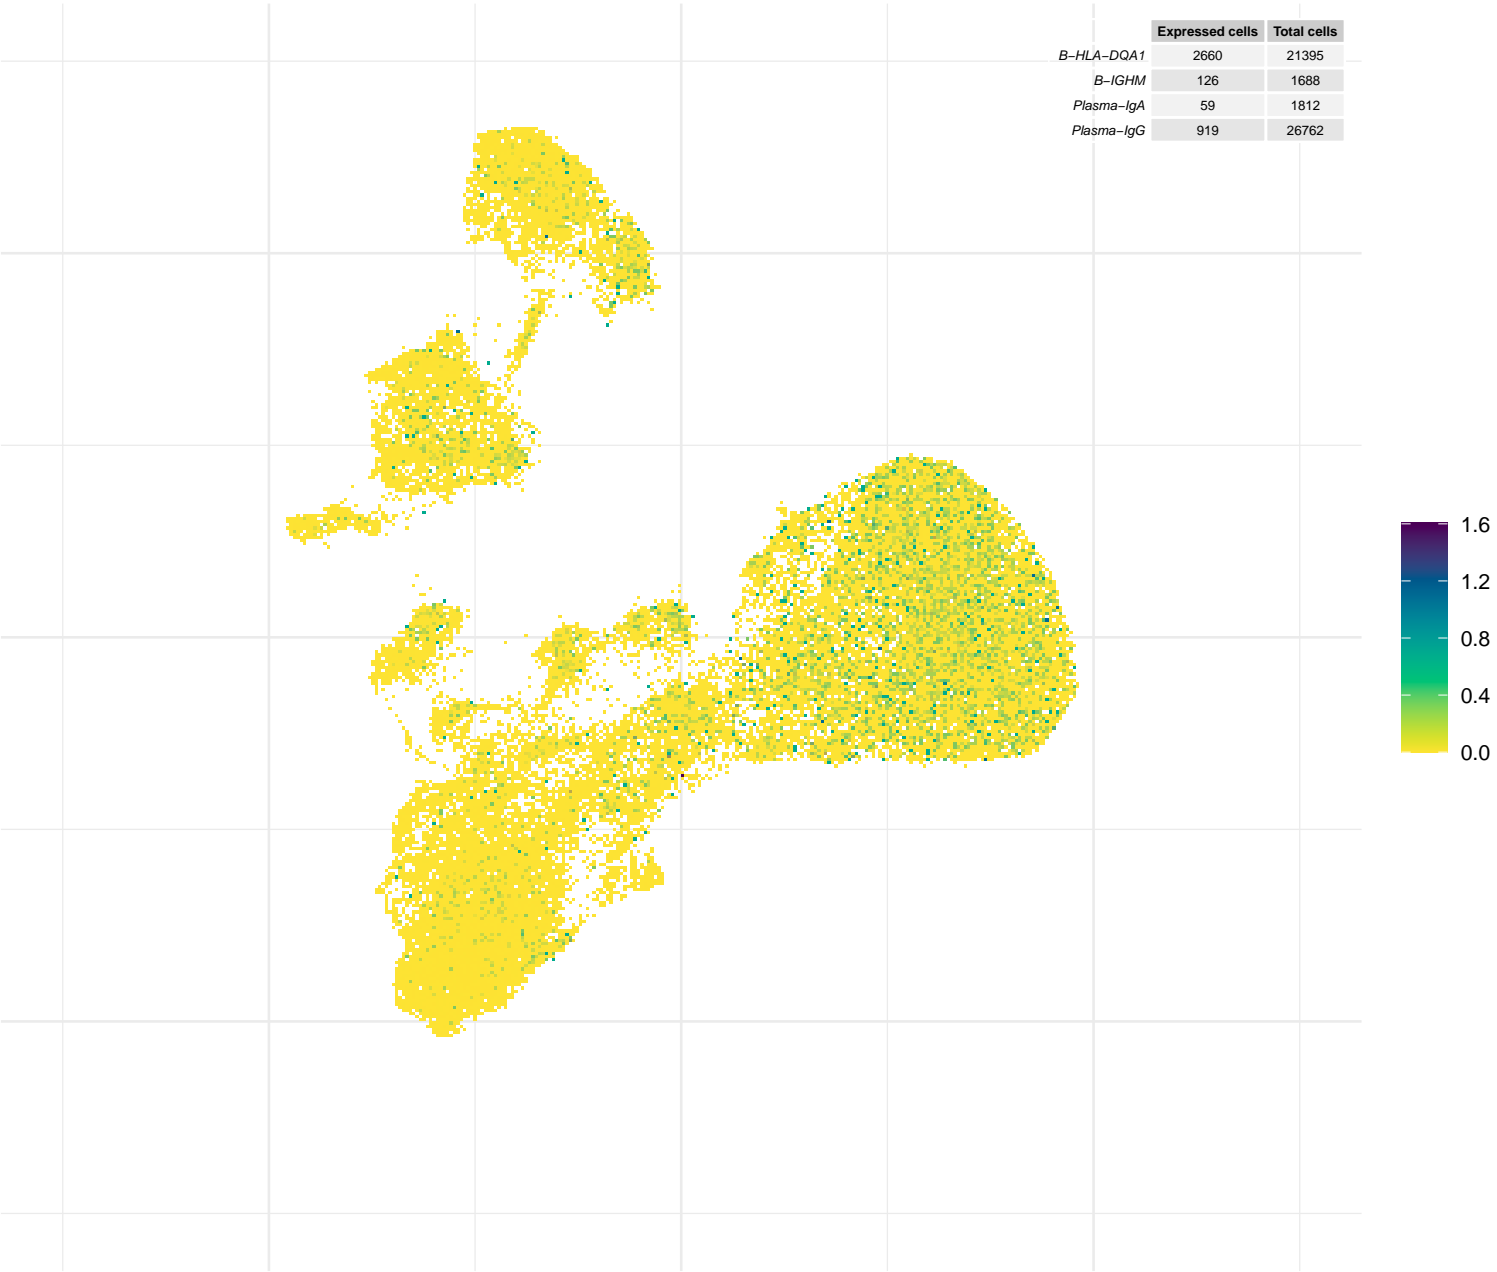 Expressed cells Total cells
B−HLA−DQA1 2660 21395
B−IGHM 126 1688
Plasma−IgA 59 1812
Plasma−IgG 919 26762
1.6
1.2
0.8
0.4
0.0